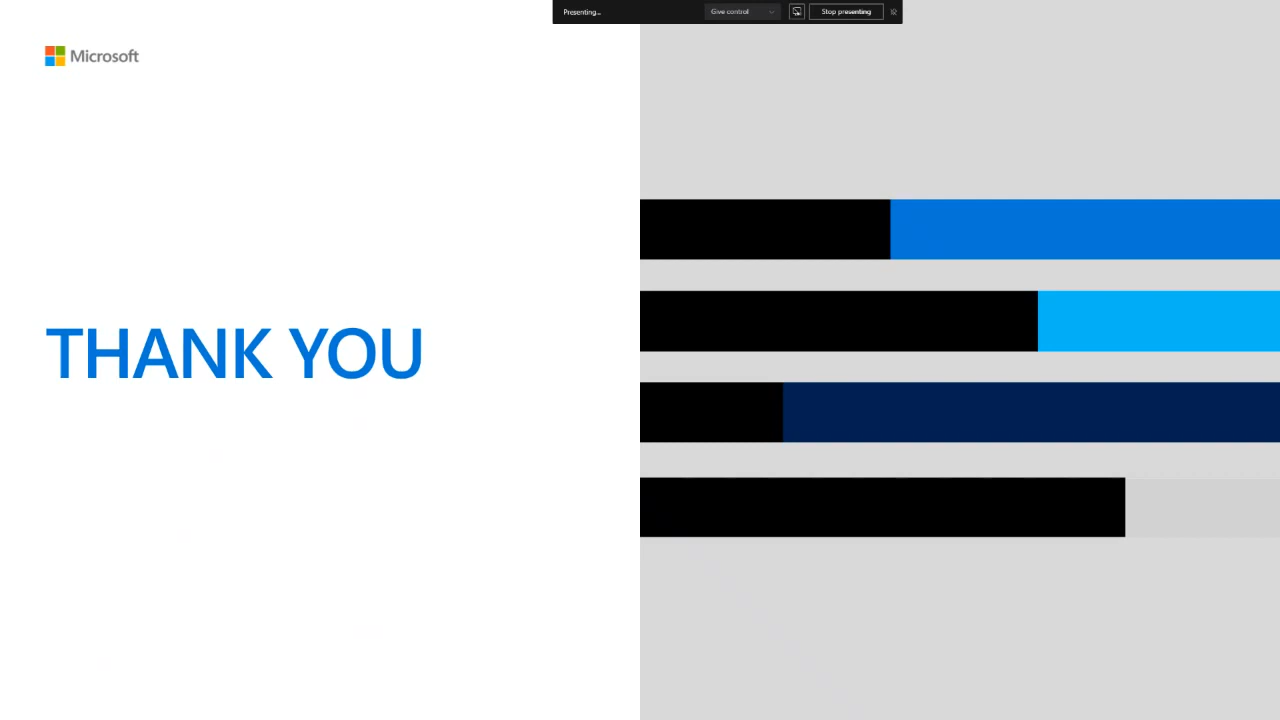 Presenting...
Give control
Stop presenting
Microsoft
THANK YOU